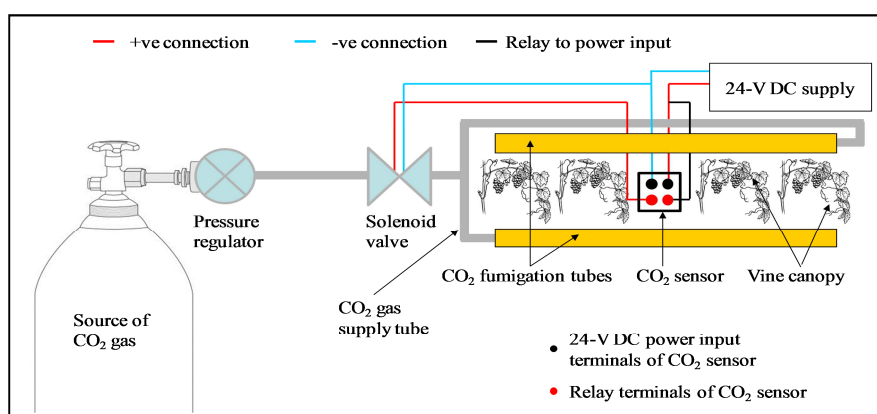 +ve connection
-ve connection
Relay to power input
24-V DC supply
Pressure
regulator
Solenoid
valve
CO₂ fumigation tubes
CO₂ sensor
Vine canopy
CO₂ gas
supply tube
Source of
CO₂ gas
24-V DC power input
terminals of CO₂ sensor
Relay terminals of CO₂ sensor